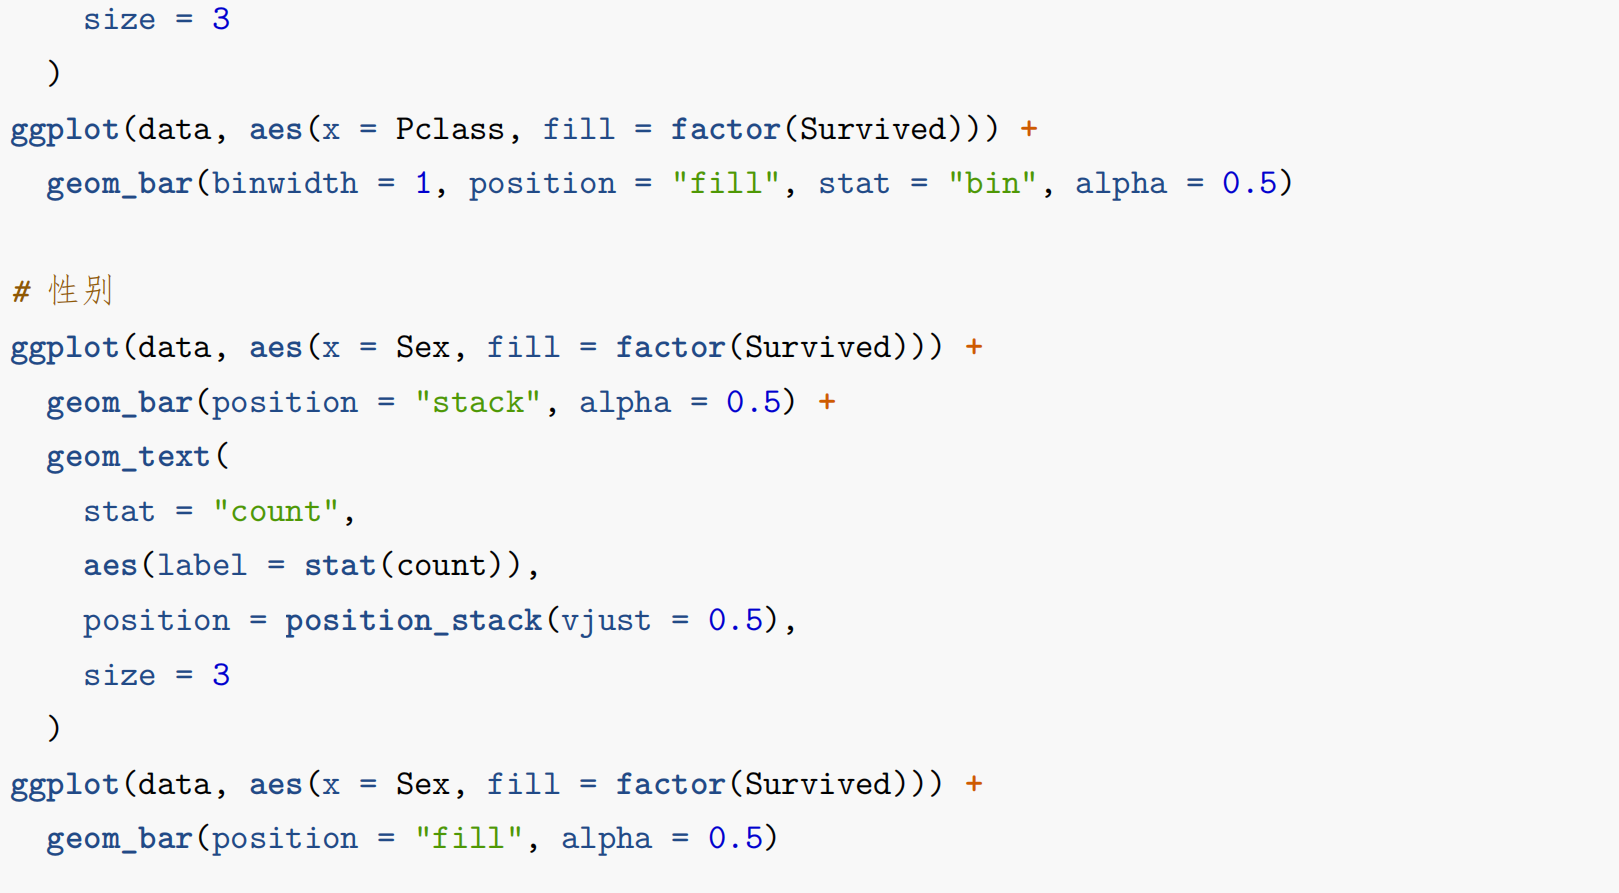 size = 3
)
ggplot(data, aes(x = Pclass, fill = factor(Survived))) +
geom_bar(binwidth = 1, position = "fill", stat = "bin", alpha = 0.5)
# 性别
ggplot(data, aes(x = Sex, fill = factor(Survived))) +
geom_bar(position = "stack", alpha = 0.5) +
geom_text(
stat = "count",
aes(label = stat(count)),
position = position_stack(vjust = 0.5),
size = 3
)
ggplot(data, aes(x = Sex, fill = factor(Survived))) +
geom_bar(position = "fill", alpha = 0.5)